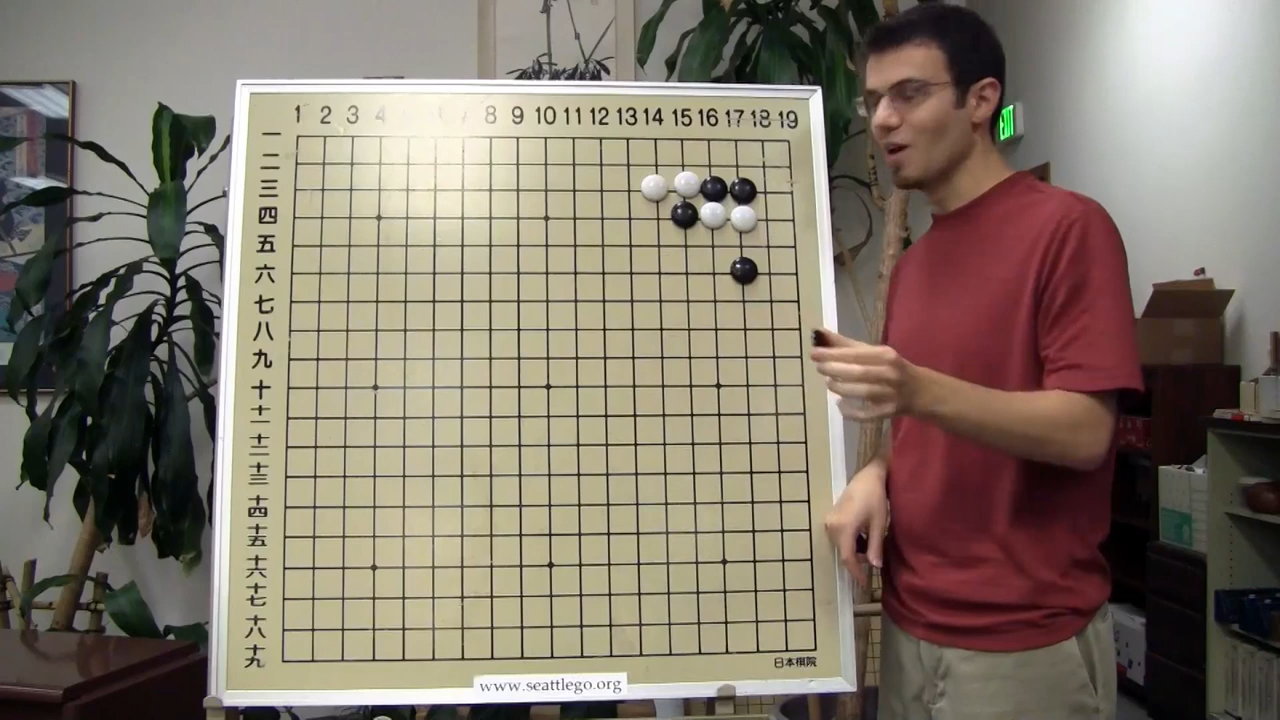 1 2 3 4 8 9 10 11 12 13 14 15 16 17 18 19
一
二
三
四
五
六
七
八
九
十
十一
十二
十三
十四
十五
十六
十七
十八
十九
日本棋院
www.seattlego.org
EXIT